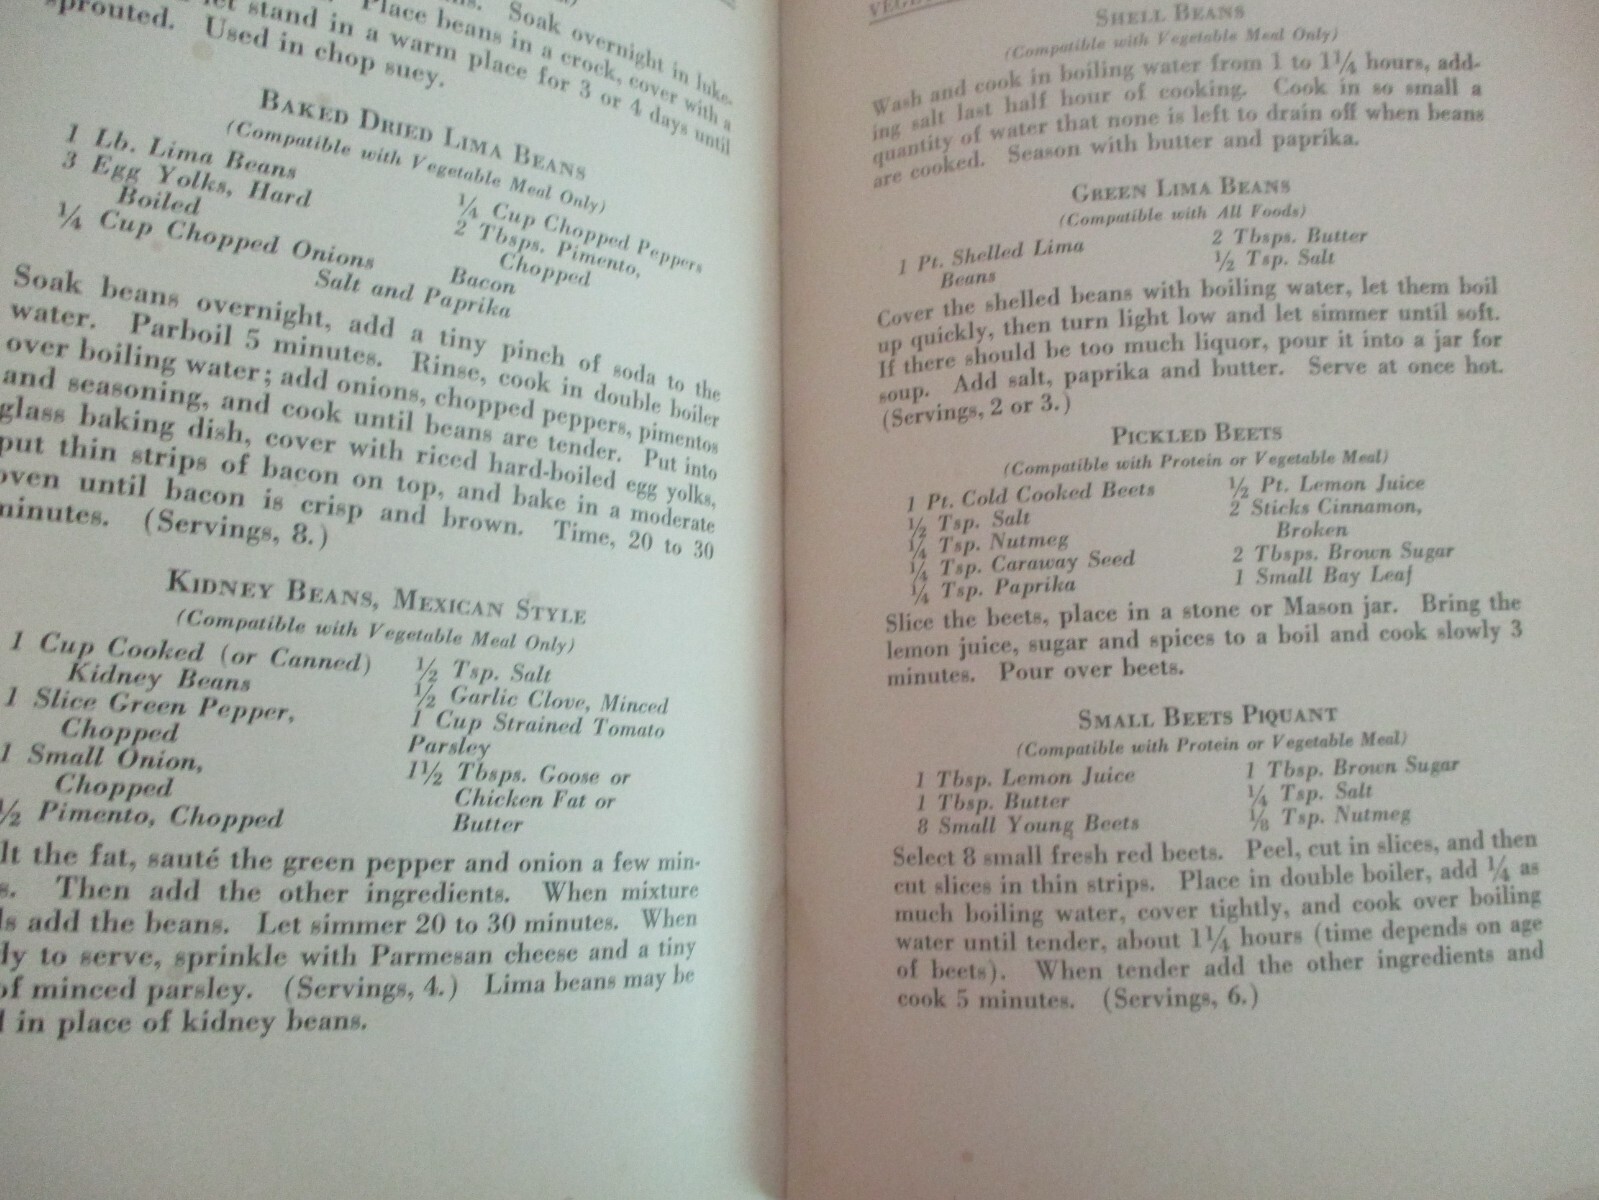 Soak overnight in luke-
Place beans in a crock, cover with a
let stand in a warm place for 3 or 4 days until
sprouted. Used in chop suey.
BAKED DRIED LIMA BEANS
(Compatible with Vegetable Meal Only)
1 Lb. Lima Beans
3 Egg Yolks, Hard
Boiled
1/4 Cup Chopped Onions
1/4 Cup Chopped Peppers
2 Tbsps. Pimento,
Chopped
Bacon
Salt and Paprika
Soak beans overnight, add a tiny pinch of soda to the
water. Parboil 5 minutes. Rinse, cook in double boiler
over boiling water; add onions, chopped peppers, pimentos
and seasoning, and cook until beans are tender. Put into
glass baking dish, cover with riced hard-boiled egg yolks,
put thin strips of bacon on top, and bake in a moderate
oven until bacon is crisp and brown. Time, 20 to 30
minutes. (Servings, 8.)
KIDNEY BEANS, MEXICAN STYLE
(Compatible with Vegetable Meal Only)
1 Cup Cooked (or Canned)
Kidney Beans
1 Slice Green Pepper,
Chopped
1 Small Onion,
Chopped
1/2 Pimento, Chopped
1/2 Tsp. Salt
1/2 Garlic Clove, Minced
1 Cup Strained Tomato
Parsley
1 1/2 Tbsps. Goose or
Chicken Fat or
Butter
lt the fat, sauté the green pepper and onion a few min-
s. Then add the other ingredients. When mixture
ls add the beans. Let simmer 20 to 30 minutes. When
dy to serve, sprinkle with Parmesan cheese and a tiny
of minced parsley. (Servings, 4.) Lima beans may be
d in place of kidney beans.
SHELL BEANS
(Compatible with Vegetable Meal Only)
Wash and cook in boiling water from 1 to 1 1/4 hours, add-
ing salt last half hour of cooking. Cook in so small a
quantity of water that none is left to drain off when beans
are cooked. Season with butter and paprika.
GREEN LIMA BEANS
(Compatible with All Foods)
1 Pt. Shelled Lima
Beans
2 Tbsps. Butter
1/2 Tsp. Salt
Cover the shelled beans with boiling water, let them boil
up quickly, then turn light low and let simmer until soft.
If there should be too much liquor, pour it into a jar for
soup. Add salt, paprika and butter. Serve at once hot.
(Servings, 2 or 3.)
PICKLED BEETS
(Compatible with Protein or Vegetable Meal)
1 Pt. Cold Cooked Beets
1/2 Tsp. Salt
1/4 Tsp. Nutmeg
1/4 Tsp. Caraway Seed
1/4 Tsp. Paprika
1/2 Pt. Lemon Juice
2 Sticks Cinnamon,
Broken
2 Tbsps. Brown Sugar
1 Small Bay Leaf
Slice the beets, place in a stone or Mason jar. Bring the
lemon juice, sugar and spices to a boil and cook slowly 3
minutes. Pour over beets.
SMALL BEETS PIQUANT
(Compatible with Protein or Vegetable Meal)
1 Tbsp. Lemon Juice
1 Tbsp. Butter
8 Small Young Beets
1 Tbsp. Brown Sugar
1/4 Tsp. Salt
1/8 Tsp. Nutmeg
Select 8 small fresh red beets. Peel, cut in slices, and then
cut slices in thin strips. Place in double boiler, add 1/4 as
much boiling water, cover tightly, and cook over boiling
water until tender, about 1 1/4 hours (time depends on age
of beets). When tender add the other ingredients and
cook 5 minutes. (Servings, 6.)